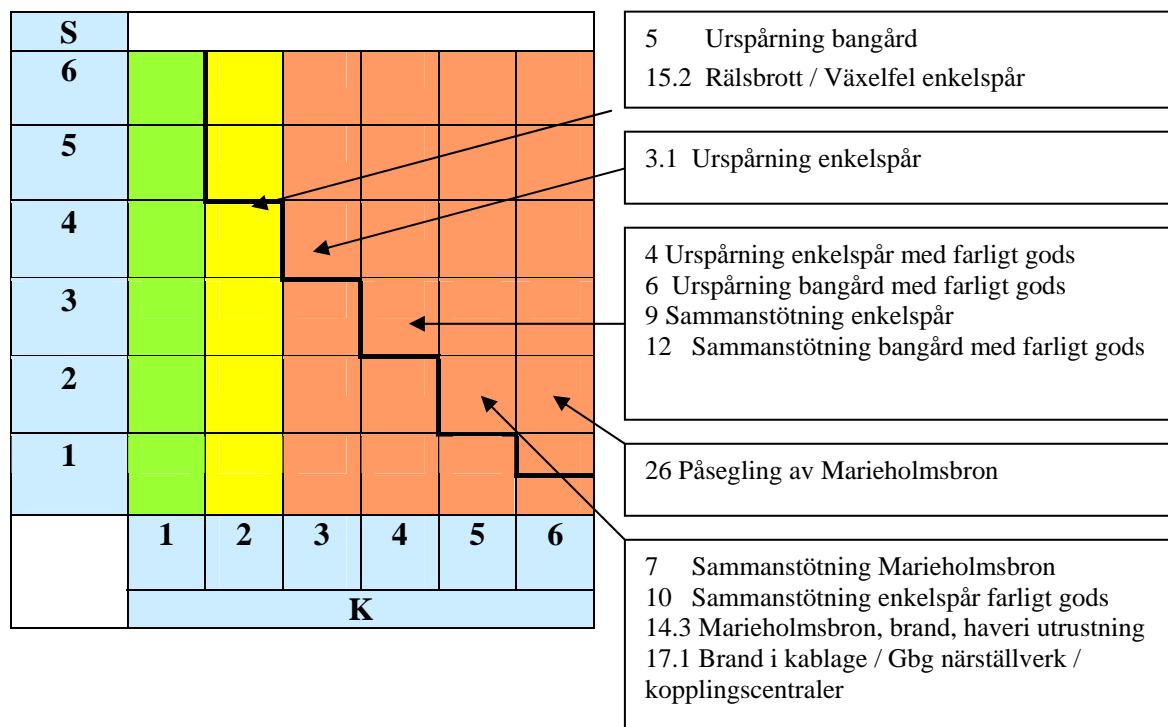 S
6
5
4
3
2
1
1 2 3 4 5 6
K
5 Urspårning bangård
15.2 Rälsbrott / Växelfel enkelspår
3.1 Urspårning enkelspår
4 Urspårning enkelspår med farligt gods
6 Urspårning bangård med farligt gods
9 Sammanstötning enkelspår
12 Sammanstötning bangård med farligt gods
26 Påsegling av Marieholmsbron
7 Sammanstötning Marieholmsbron
10 Sammanstötning enkelspår farligt gods
14.3 Marieholmsbron, brand, haveri utrustning
17.1 Brand i kablage / Gbg närställverk /
kopplingscentraler